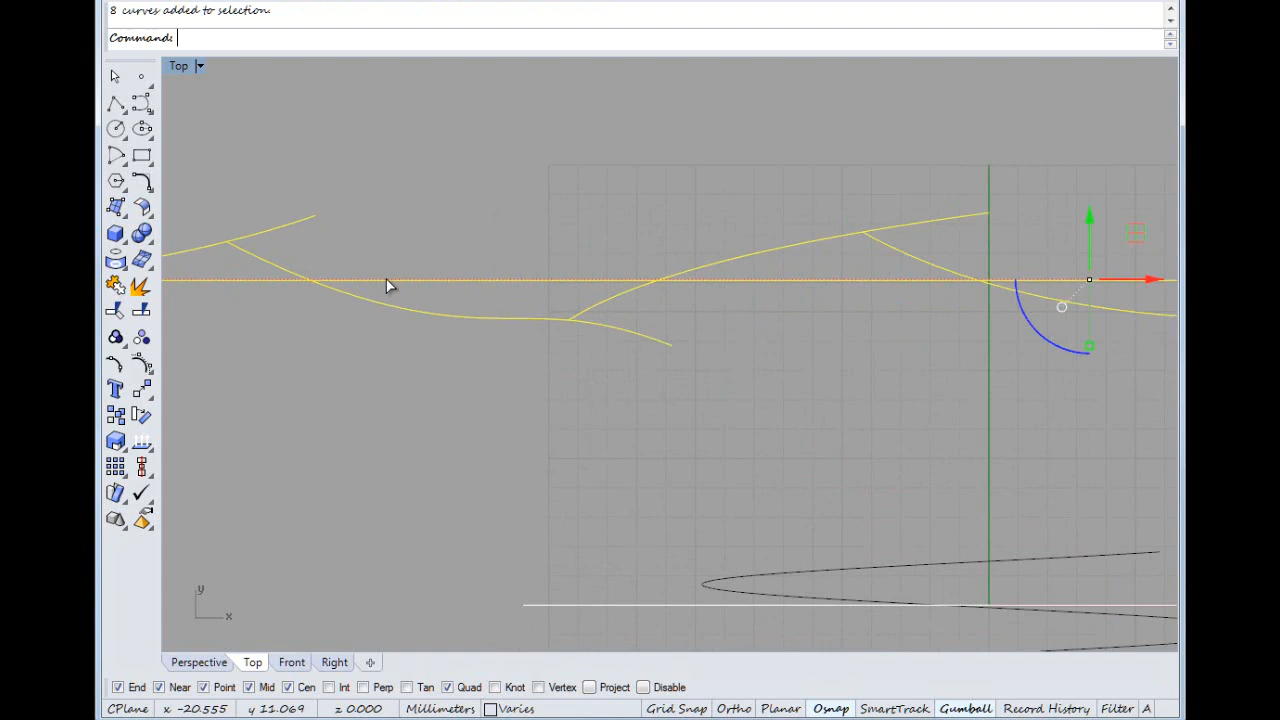 8 curves added to selection.
Command:
Top
y
x
Perspective Top Front Right
End Near Point Mid Cen Int Perp Tan Quad Knot Vertex Project Disable
CPlane x -20.555 y 11.069 z 0.000 Millimeters Varies Grid Snap Ortho Planar Osnap SmartTrack Gumball Record History Filter A